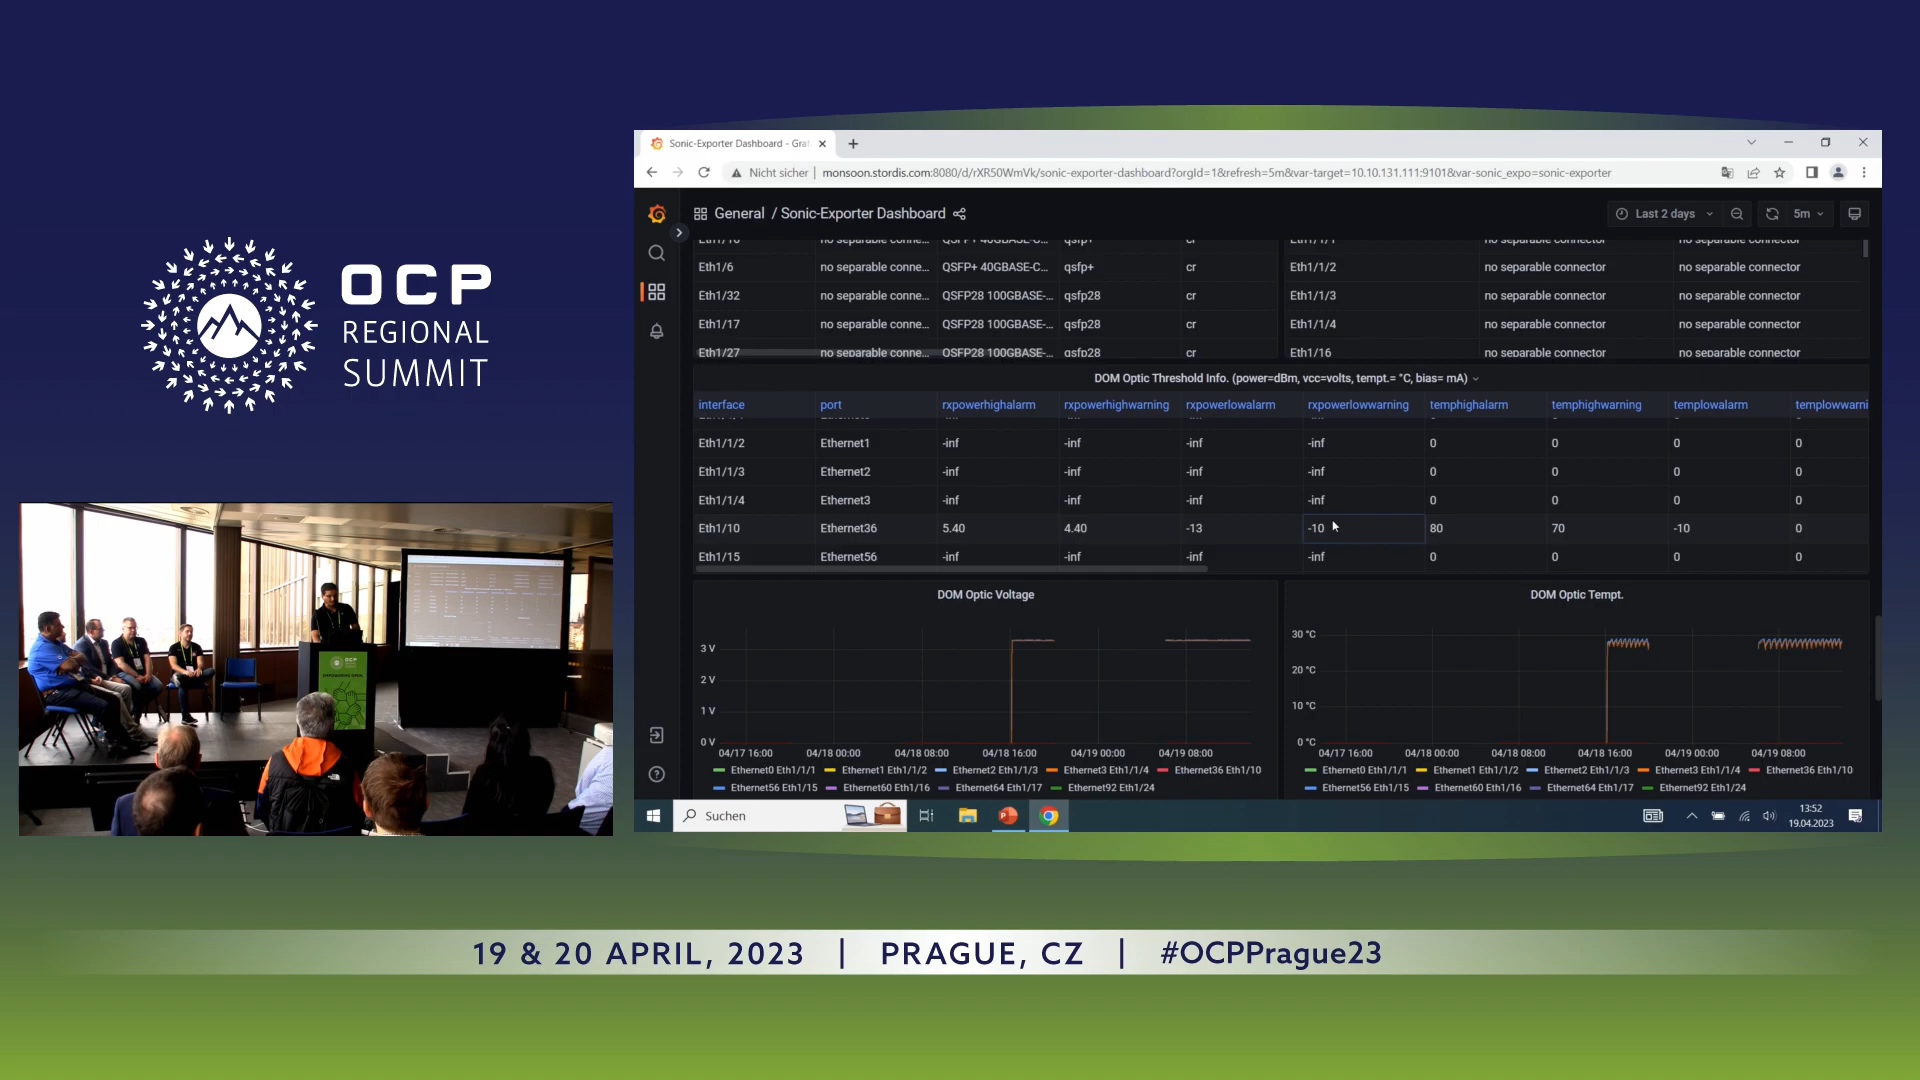 OCP
REGIONAL
SUMMIT
Sonic-Exporter Dashboard - Graf
Nicht sicher | monsoon.stordis.com:8080/d/rXR50WmVk/sonic-exporter-dashboard?orgId=1&refresh=5m&var-target=10.10.131.111:9101&var-sonic_expo=sonic-exporter
General / Sonic-Exporter Dashboard
Last 2 days
5m
Eth1/6 no separable conne... QSFP+ 40GBASE-C... qsfp+ cr
Eth1/32 no separable conne... QSFP28 100GBASE-... qsfp28 cr
Eth1/17 no separable conne... QSFP28 100GBASE-... qsfp28 cr
Eth1/27 no separable conne... QSFP28 100GBASE-... qsfp28 cr
Eth1/1/1 no separable connector no separable connector
Eth1/1/2 no separable connector no separable connector
Eth1/1/3 no separable connector no separable connector
Eth1/1/4 no separable connector no separable connector
Eth1/16 no separable connector no separable connector
DOM Optic Threshold Info. (power=dBm, vcc=volts, tempt.= °C, bias= mA)
interface port rxpowerhighalarm rxpowerhighwarning rxpowerlowalarm rxpowerlowwarning temphighalarm temphighwarning templowalarm templowwarni
Eth1/1/2 Ethernet1 -inf -inf -inf -inf 0 0 0 0
Eth1/1/3 Ethernet2 -inf -inf -inf -inf 0 0 0 0
Eth1/1/4 Ethernet3 -inf -inf -inf -inf 0 0 0 0
Eth1/10 Ethernet36 5.40 4.40 -13 -10 80 70 -10 0
Eth1/15 Ethernet56 -inf -inf -inf -inf 0 0 0 0
DOM Optic Voltage
3 V
2 V
1 V
0 V
04/17 16:00 04/18 00:00 04/18 08:00 04/18 16:00 04/19 00:00 04/19 08:00
Ethernet0 Eth1/1/1 Ethernet1 Eth1/1/2 Ethernet2 Eth1/1/3 Ethernet3 Eth1/1/4 Ethernet36 Eth1/10
Ethernet56 Eth1/15 Ethernet60 Eth1/16 Ethernet64 Eth1/17 Ethernet92 Eth1/24
DOM Optic Tempt.
30 °C
20 °C
10 °C
0 °C
04/17 16:00 04/18 00:00 04/18 08:00 04/18 16:00 04/19 00:00 04/19 08:00
Ethernet0 Eth1/1/1 Ethernet1 Eth1/1/2 Ethernet2 Eth1/1/3 Ethernet3 Eth1/1/4 Ethernet36 Eth1/10
Ethernet56 Eth1/15 Ethernet60 Eth1/16 Ethernet64 Eth1/17 Ethernet92 Eth1/24
Suchen
13:52
19.04.2023
OCP
EMPOWERING OPEN.
19 & 20 APRIL, 2023 | PRAGUE, CZ | #OCPPrague23